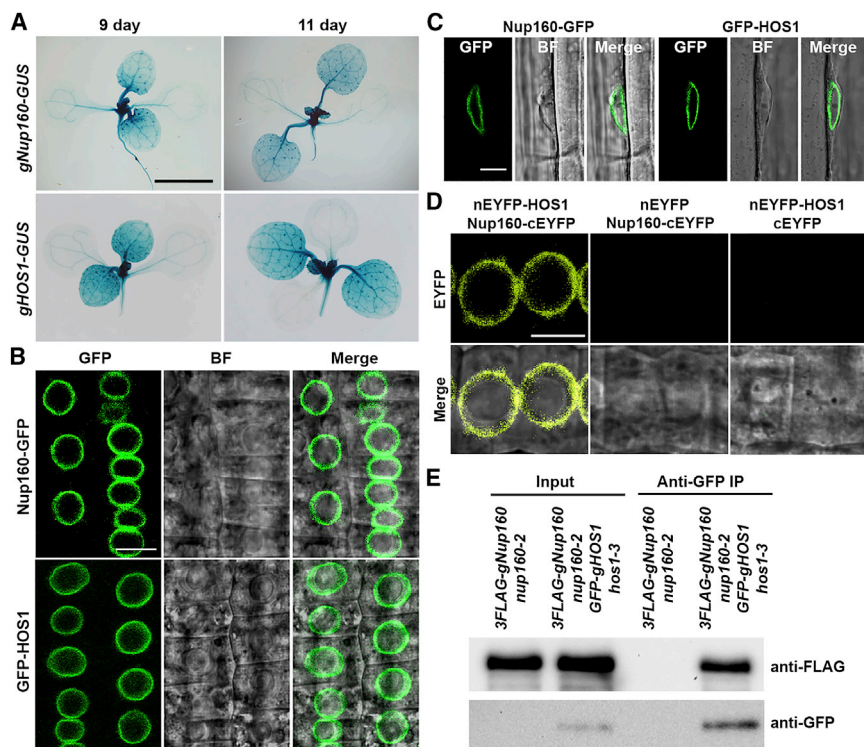 A
9 day
11 day
gNup160-GUS
gHOS1-GUS
B
GFP
BF
Merge
Nup160-GFP
GFP-HOS1
C
Nup160-GFP
GFP-HOS1
GFP
BF
Merge
GFP
BF
Merge
D
nEYFP-HOS1
Nup160-cEYFP
nEYFP
Nup160-cEYFP
nEYFP-HOS1
cEYFP
EYFP
Merge
E
Input
Anti-GFP IP
3FLAG-gNup160
nup160-2
3FLAG-gNup160
nup160-2
GFP-gHOS1
hos1-3
3FLAG-gNup160
nup160-2
3FLAG-gNup160
nup160-2
GFP-gHOS1
hos1-3
anti-FLAG
anti-GFP